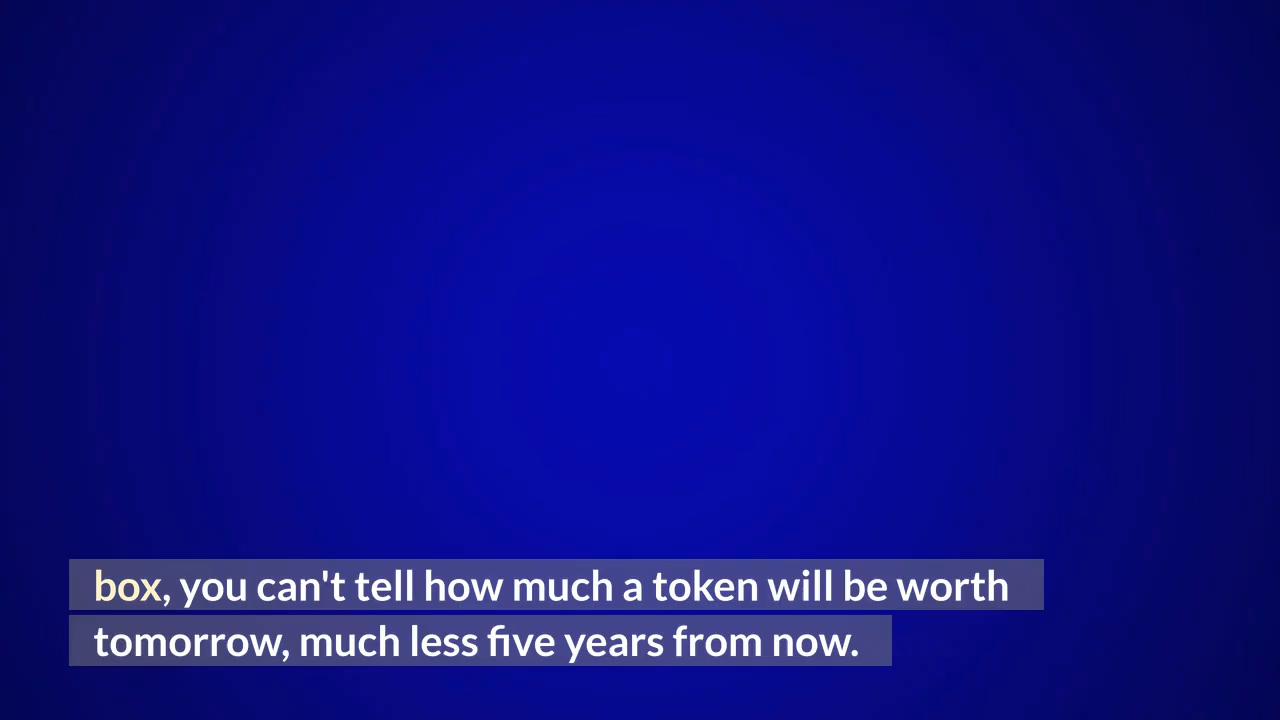 box, you can't tell how much a token will be worth
tomorrow, much less five years from now.